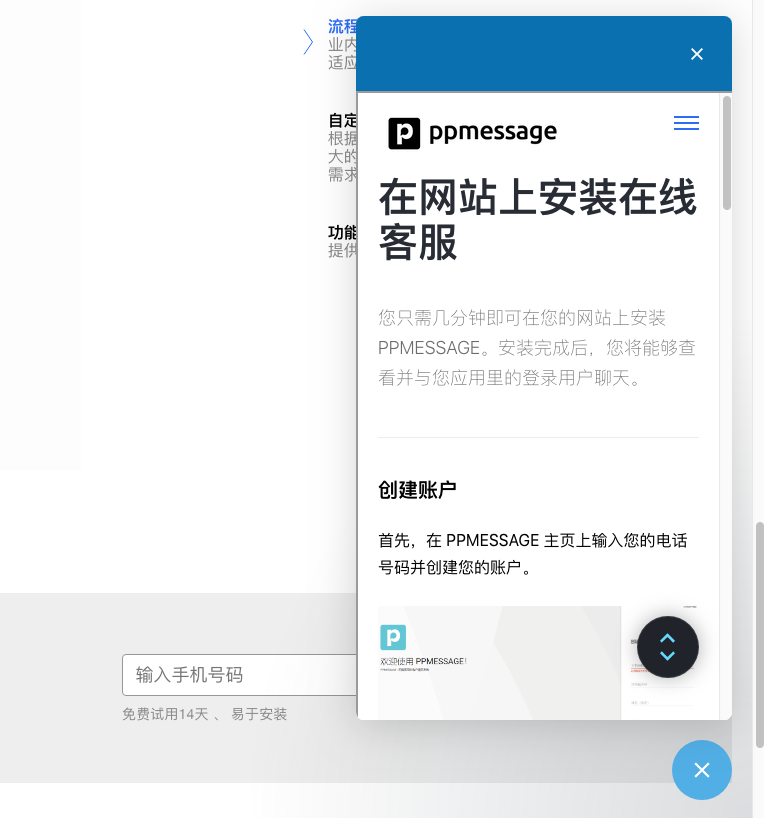 流程
业内
适应
自定
根据
大的
需求
功能
提供
ppmessage
在网站上安装在线
客服
您只需几分钟即可在您的网站上安装
PPMESSAGE。安装完成后，您将能够查
看并与您应用里的登录用户聊天。
创建账户
首先，在 PPMESSAGE 主页上输入您的电话
号码并创建您的账户。
欢迎使用 PPMESSAGE!
输入手机号码
免费试用14天 、 易于安装